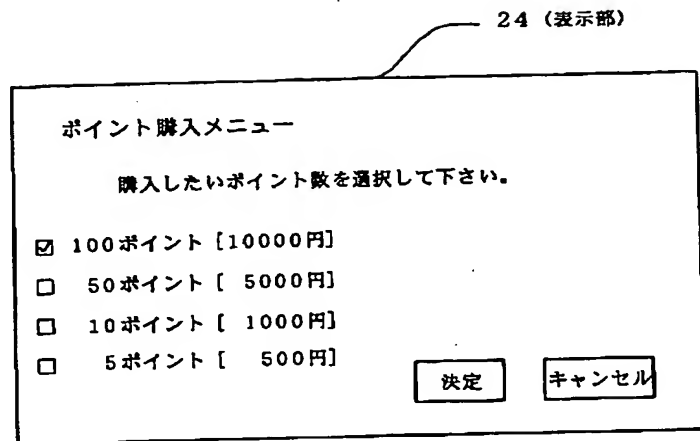 24 (表示部)
ポイント購入メニュー
購入したいポイント数を選択して下さい。
☑ 100ポイント [10000円]
□ 50ポイント [ 5000円]
□ 10ポイント [ 1000円]
□ 5ポイント [ 500円]
決定 キャンセル